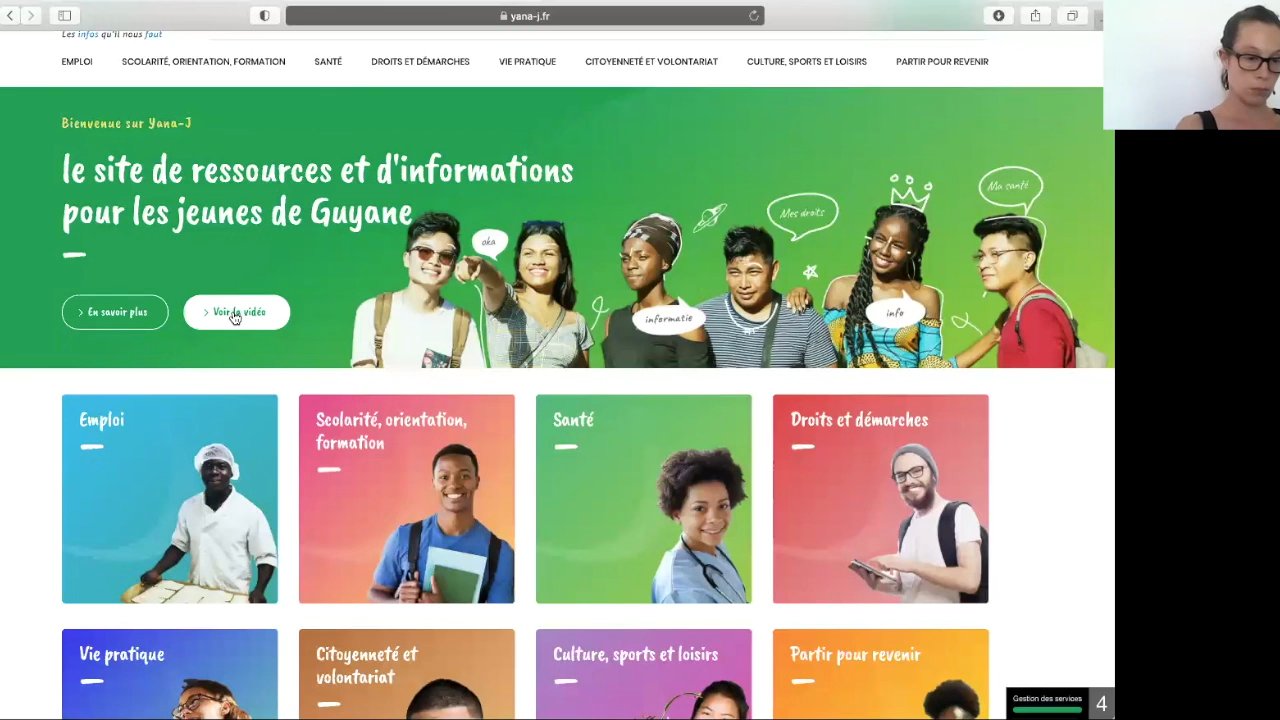 yana-j.fr
Les infos qu'il nous faut
EMPLOI SCOLARITÉ, ORIENTATION, FORMATION SANTÉ DROITS ET DÉMARCHES VIE PRATIQUE CITOYENNETÉ ET VOLONTARIAT CULTURE, SPORTS ET LOISIRS PARTIR POUR REVENIR
Bienvenue sur Yana-J
le site de ressources et d'informations
pour les jeunes de Guyane
oka
Mes droits
Ma santé
informatie
info
> En savoir plus
> Voir la vidéo
Emploi
Scolarité, orientation,
formation
Santé
Droits et démarches
Vie pratique
Citoyenneté et
volontariat
Culture, sports et loisirs
Partir pour revenir
Gestion des services
4